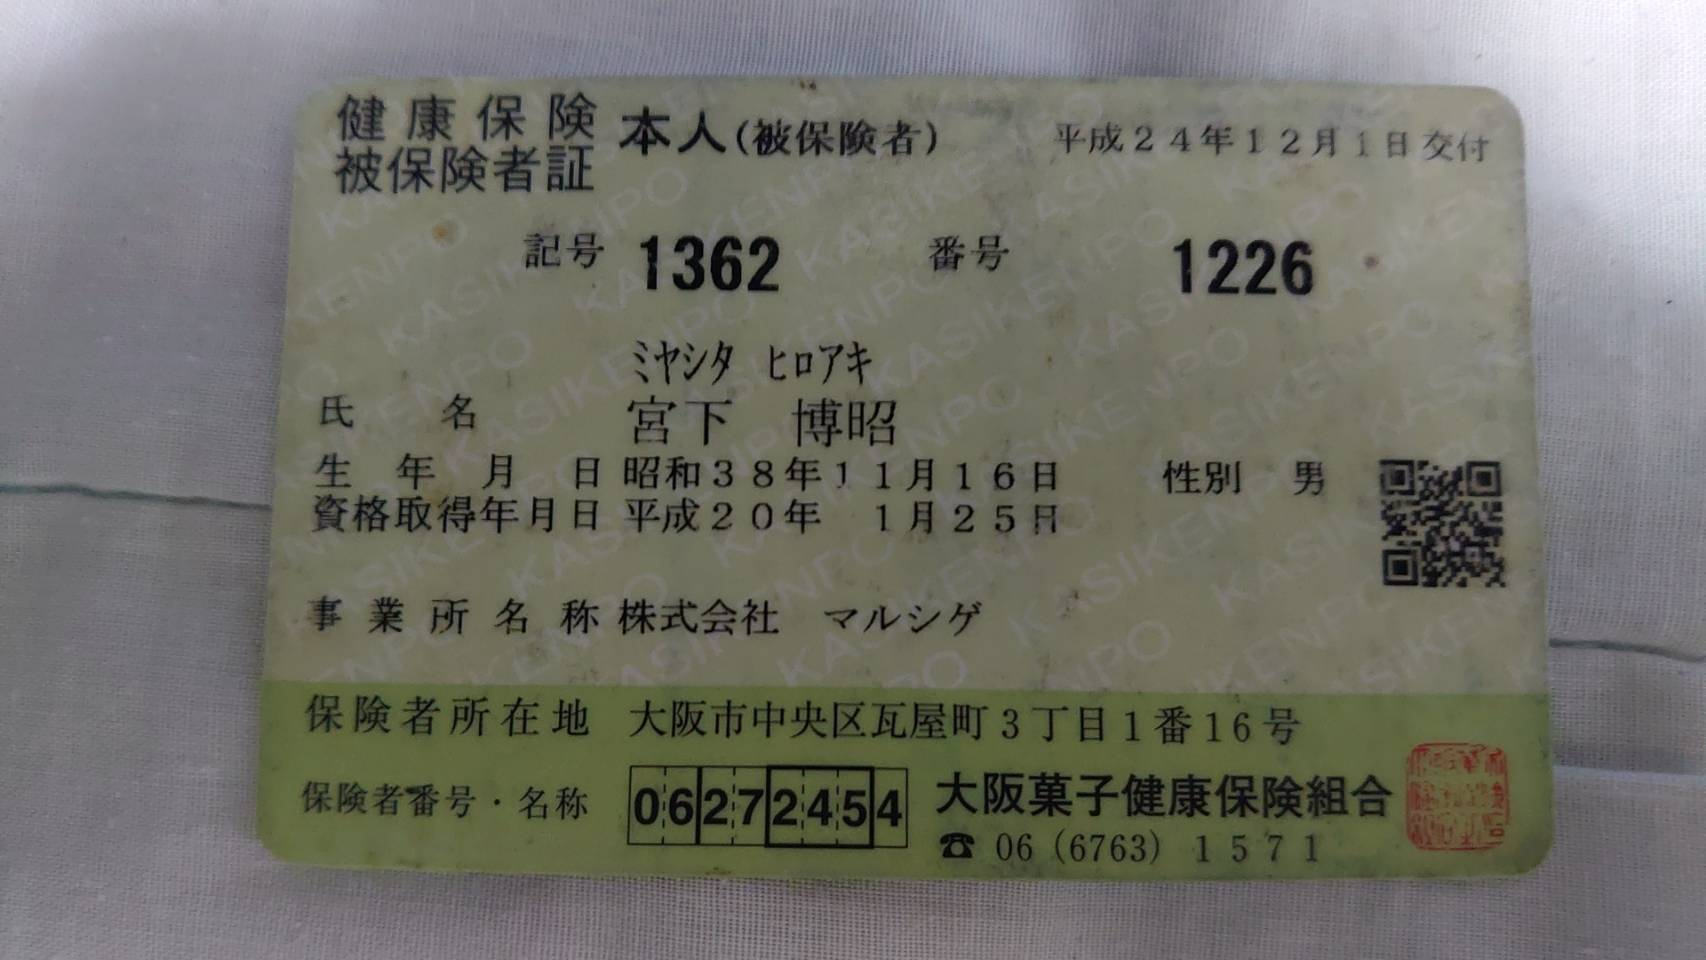 健康保険 本人(被保険者) 平成24年12月1日交付
被保険者証
記号 1362 番号 1226
ﾐﾔｼﾀ ﾋﾛｱｷ
氏名 宮下 博昭
生年月日 昭和38年11月16日 性別 男
資格取得年月日 平成20年 1月25日
事業所名称 株式会社 マルシゲ
保険者所在地 大阪市中央区瓦屋町3丁目1番16号
保険者番号・名称 06272454 大阪菓子健康保険組合
☎ 06(6763)1571